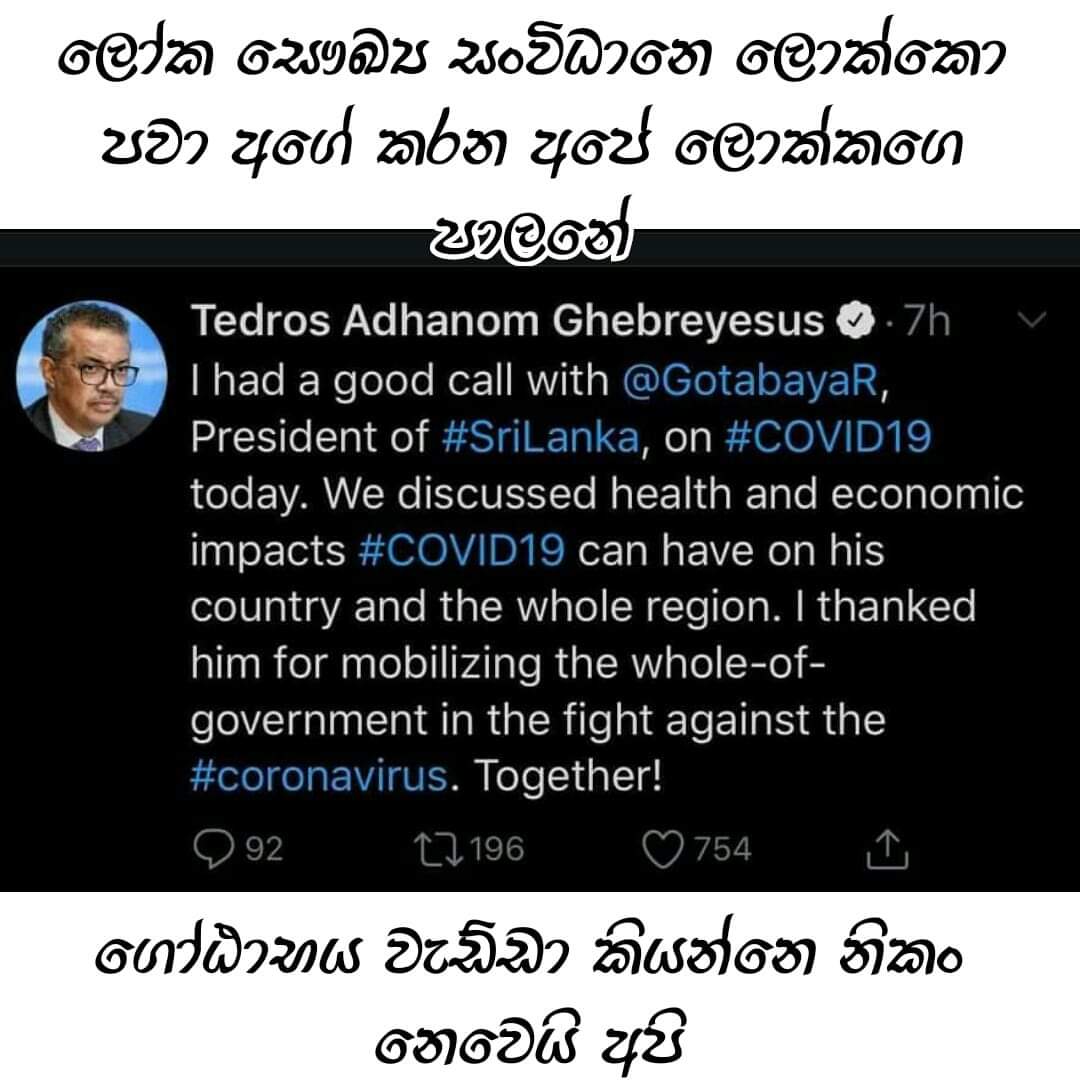 ලෝක සෞඛ්‍ය සංවිධානෙ ලොක්කො
පවා අගේ කරන අපේ ලොක්කගෙ
පාලනේ
Tedros Adhanom Ghebreyesus · 7h
I had a good call with @GotabayaR,
President of #SriLanka, on #COVID19
today. We discussed health and economic
impacts #COVID19 can have on his
country and the whole region. I thanked
him for mobilizing the whole-of-
government in the fight against the
#coronavirus. Together!
92 196 754
ගෝඨාභය වැඩ්ඩා කියන්නෙ නිකං
නෙවෙයි අපි